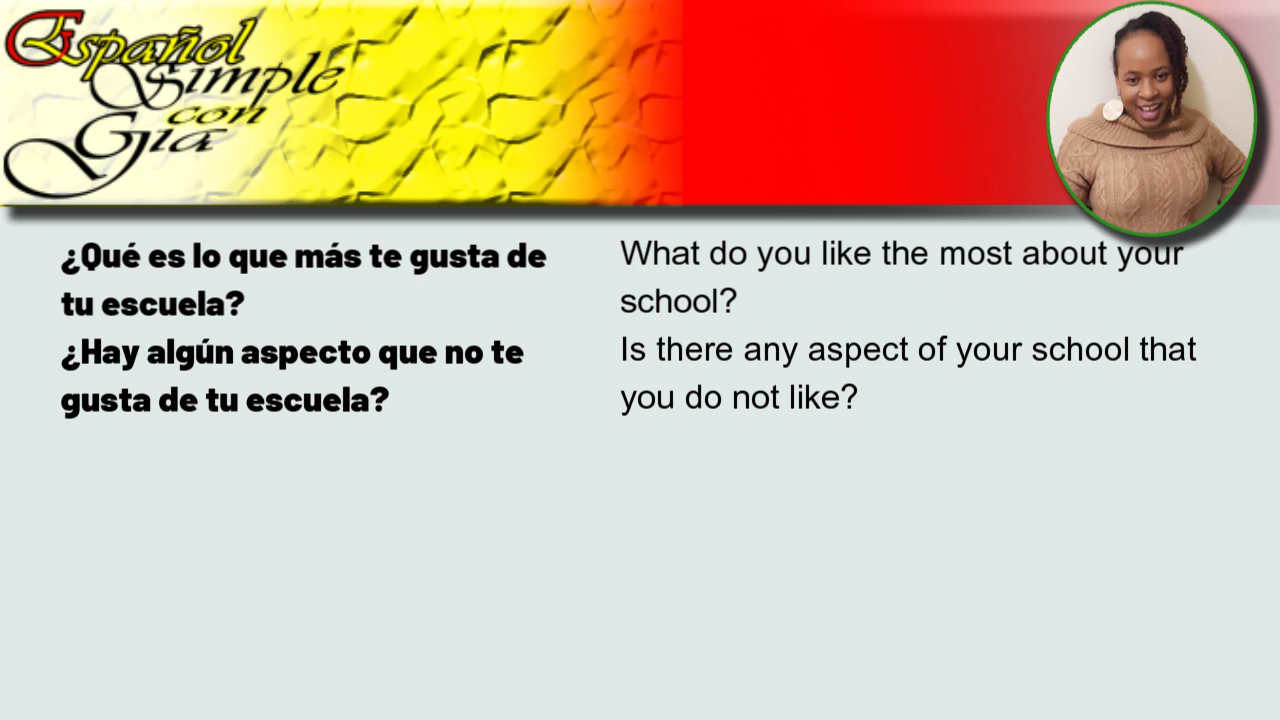 Español
Simple
con
Gia
¿Qué es lo que más te gusta de
tu escuela?
¿Hay algún aspecto que no te
gusta de tu escuela?
What do you like the most about your
school?
Is there any aspect of your school that
you do not like?